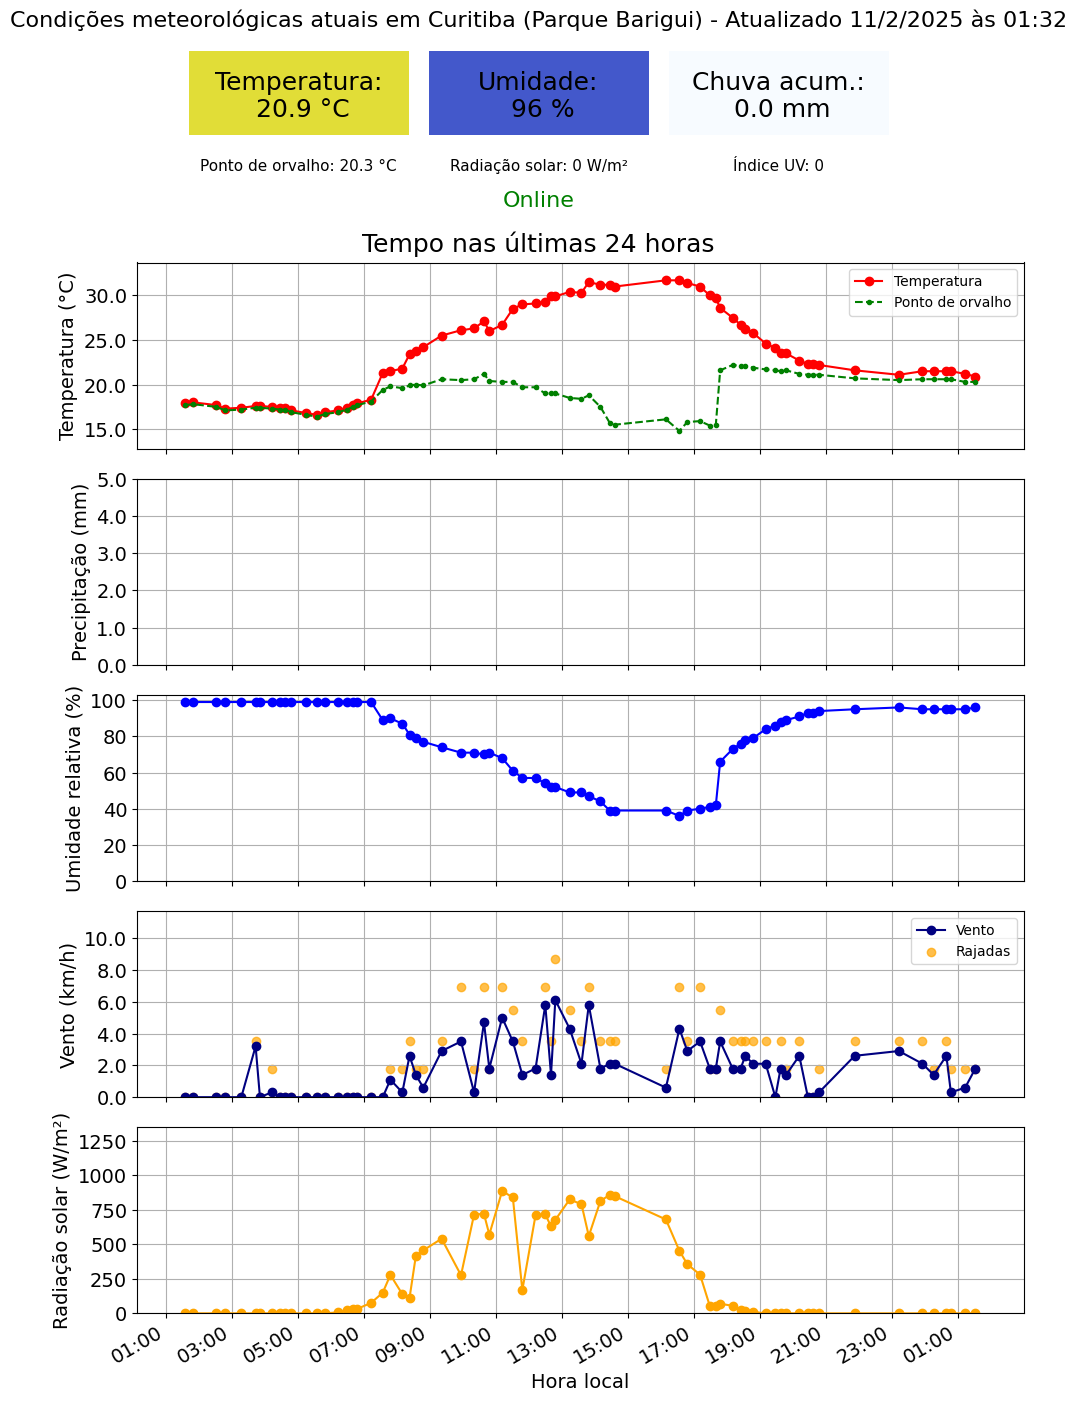 Condições meteorológicas atuais em Curitiba (Parque Barigui) - Atualizado 11/2/2025 às 01:32
Temperatura:
20.9 °C
Umidade:
96 %
Chuva acum.:
0.0 mm
Ponto de orvalho: 20.3 °C
Radiação solar: 0 W/m²
Índice UV: 0
Online
Tempo nas últimas 24 horas
Temperatura (°C)
30.0
25.0
20.0
15.0
Temperatura
Ponto de orvalho
Precipitação (mm)
5.0
4.0
3.0
2.0
1.0
0.0
Umidade relativa (%)
100
80
60
40
20
0
Vento (km/h)
10.0
8.0
6.0
4.0
2.0
0.0
Vento
Rajadas
Radiação solar (W/m²)
1250
1000
750
500
250
0
01:00
03:00
05:00
07:00
09:00
11:00
13:00
15:00
17:00
19:00
21:00
23:00
01:00
Hora local